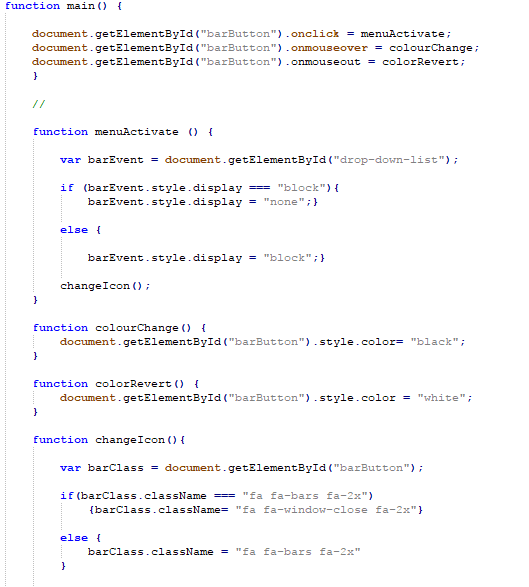 function main() {
document.getElementById("barButton").onclick = menuActivate;
document.getElementById("barButton").onmouseover = colourChange;
document.getElementById("barButton").onmouseout = colorRevert;
}
//
function menuActivate () {
var barEvent = document.getElementById("drop-down-list");
if (barEvent.style.display === "block"){
barEvent.style.display = "none";}
else {
barEvent.style.display = "block";}
changeIcon();
}
function colourChange() {
document.getElementById("barButton").style.color= "black";
}
function colorRevert() {
document.getElementById("barButton").style.color = "white";
}
function changeIcon(){
var barClass = document.getElementById("barButton");
if(barClass.className === "fa fa-bars fa-2x")
{barClass.className= "fa fa-window-close fa-2x"}
else {
barClass.className = "fa fa-bars fa-2x"
}